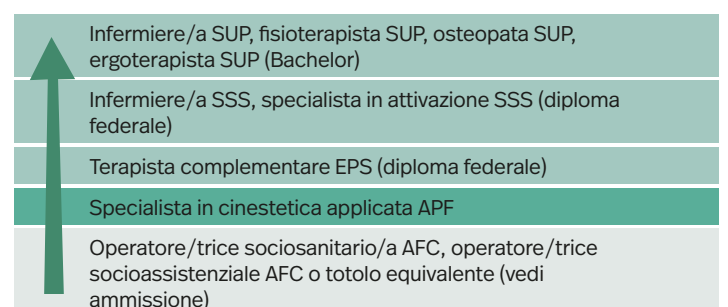 Infermiere/a SUP, fisioterapista SUP, osteopata SUP,
ergoterapista SUP (Bachelor)
Infermiere/a SSS, specialista in attivazione SSS (diploma
federale)
Terapista complementare EPS (diploma federale)
Specialista in cinestetica applicata APF
Operatore/trice sociosanitario/a AFC, operatore/trice
socioassistenziale AFC o totolo equivalente (vedi
ammissione)